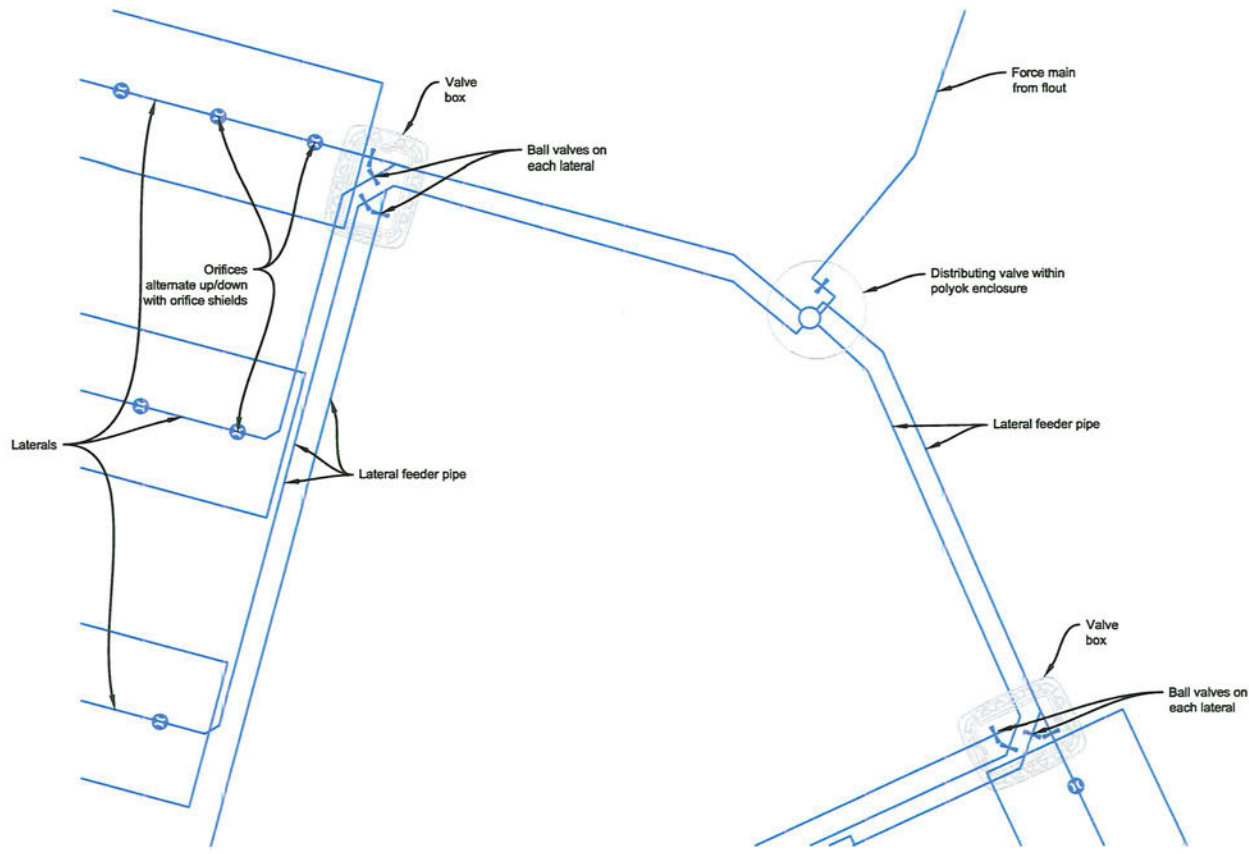 Valve
box
Force main
from flout
Ball valves on
each lateral
Orifices
alternate up/down
with orifice shields
Distributing valve within
polyok enclosure
Laterals
Lateral feeder pipe
Lateral feeder pipe
Valve
box
Ball valves on
each lateral